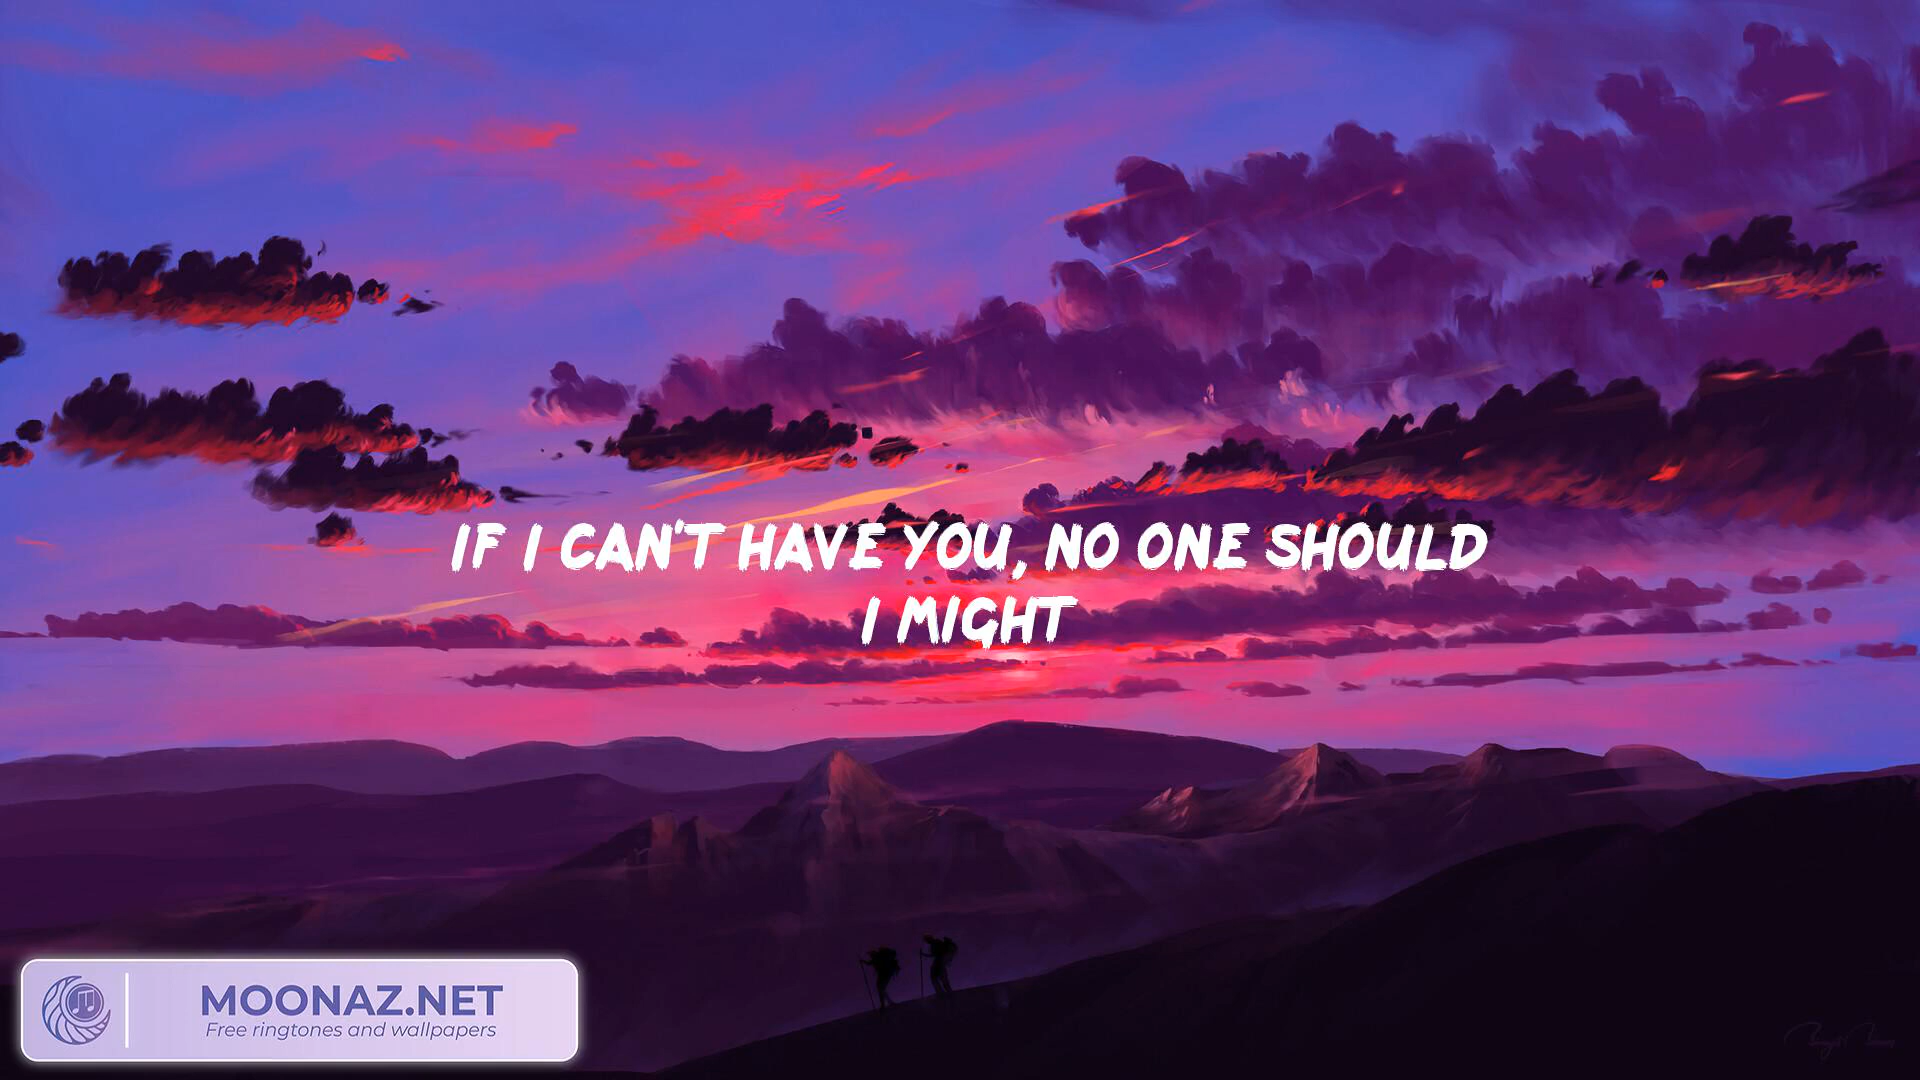 IF I CAN'T HAVE YOU, NO ONE SHOULD
I MIGHT
MOONAZ.NET
Free ringtones and wallpapers